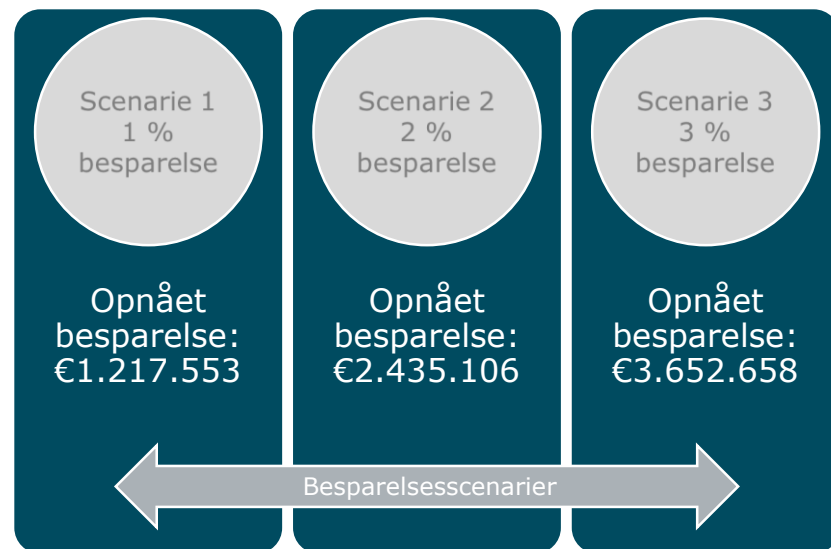 Scenarie 1
1 %
besparelse
Opnået
besparelse:
€1.217.553
Scenarie 2
2 %
besparelse
Opnået
besparelse:
€2.435.106
Scenarie 3
3 %
besparelse
Opnået
besparelse:
€3.652.658
Besparelsesscenarier